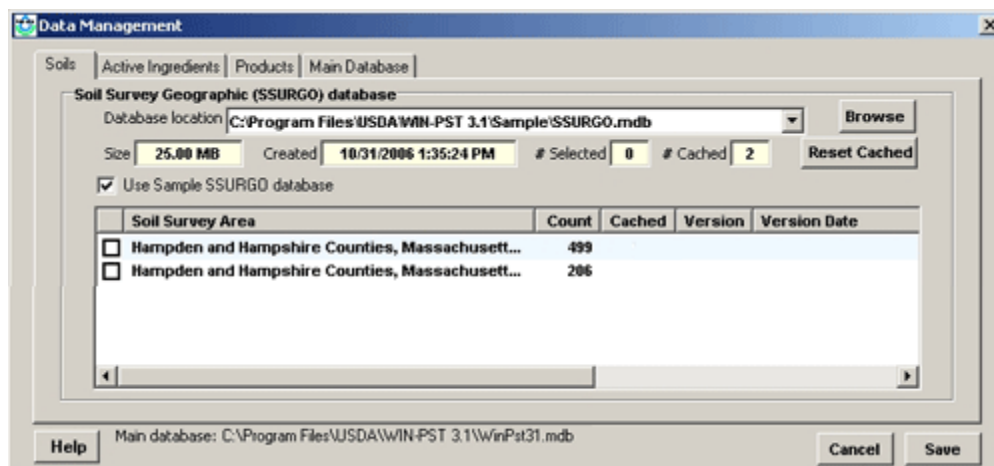 Data Management
Soils Active Ingredients Products Main Database
Soil Survey Geographic (SSURGO) database
Database location C:\Program Files\USDA\WIN-PST 3.1\Sample\SSURGO.mdb Browse
Size 25.00 MB Created 10/31/2006 1:35:24 PM # Selected 0 # Cached 2 Reset Cached
Use Sample SSURGO database
Soil Survey Area Count Cached Version Version Date
Hampden and Hampshire Counties, Massachusett... 499
Hampden and Hampshire Counties, Massachusett... 206
Help Main database: C:\Program Files\USDA\WIN-PST 3.1\WinPst31.mdb Cancel Save